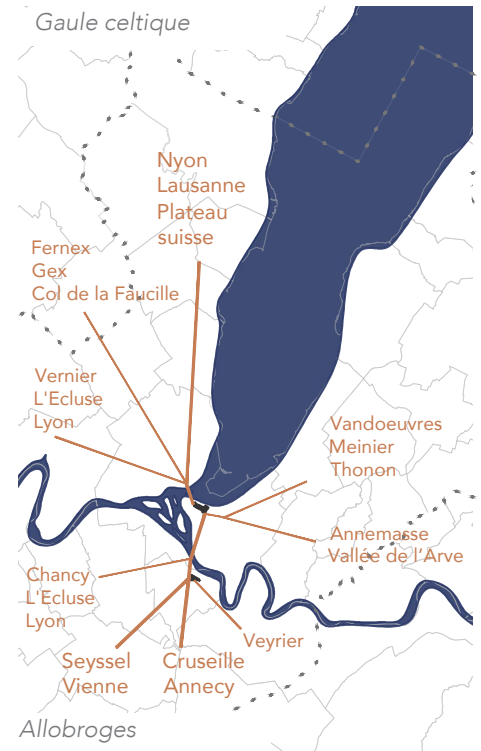 Gaule celtique
Nyon
Lausanne
Plateau
suisse
Fernex
Gex
Col de la Faucille
Vernier
L'Ecluse
Lyon
Vandoeuvres
Meinier
Thonon
Annemasse
Vallée de l'Arve
Chancy
L'Ecluse
Lyon
Veyrier
Seyssel
Vienne
Cruseille
Annecy
Allobroges